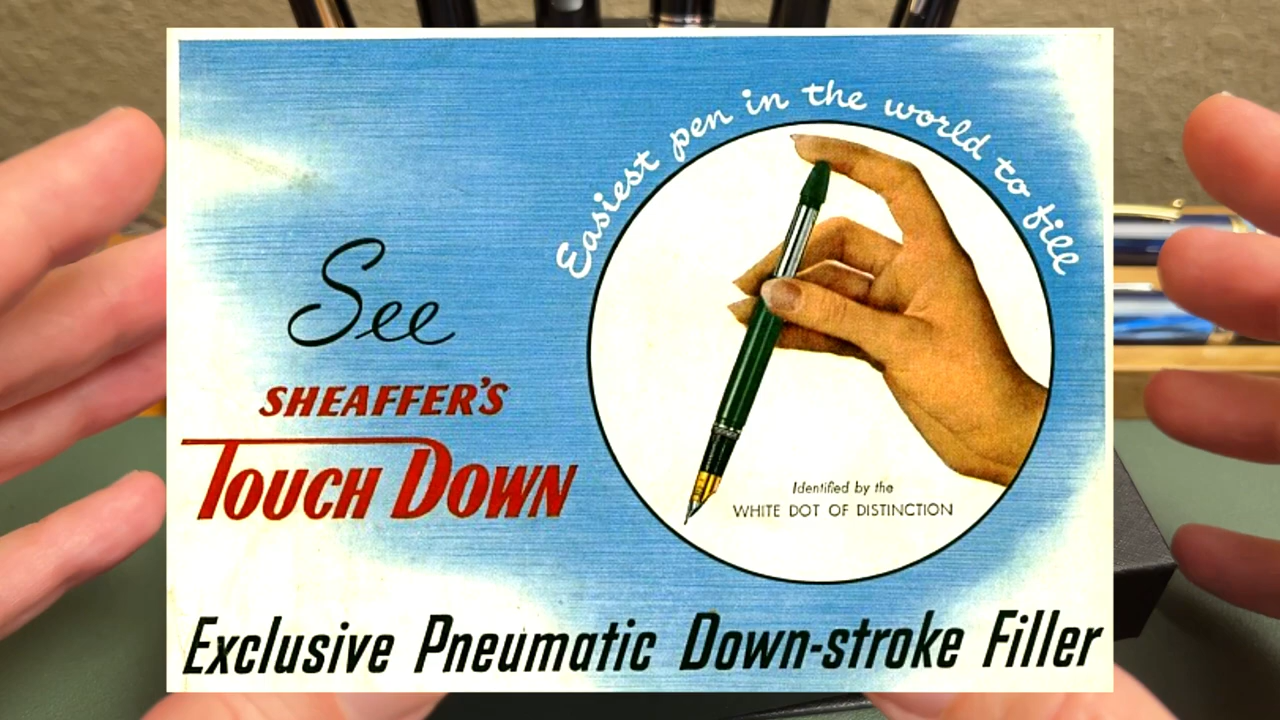 Easiest pen in the world to fill
See
SHEAFFER'S
TOUCH DOWN
Identified by the
WHITE DOT OF DISTINCTION
Exclusive Pneumatic Down-stroke Filler